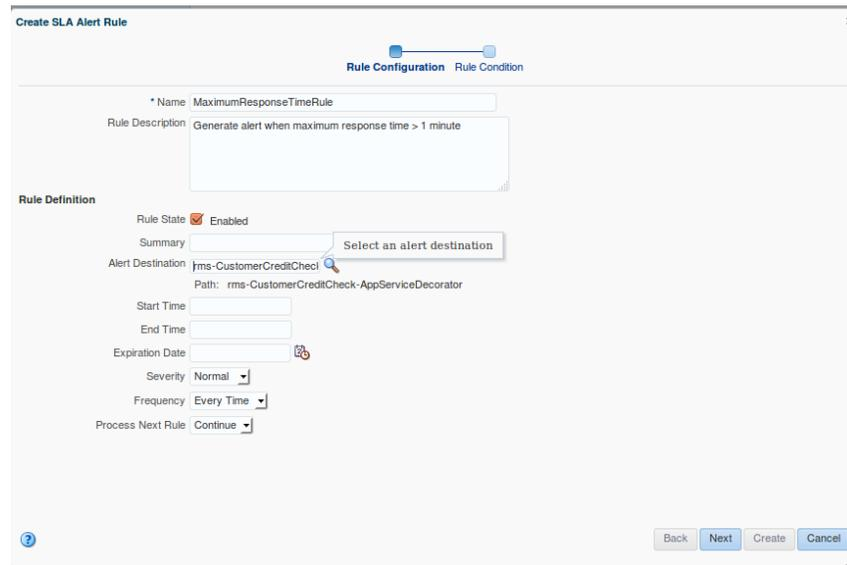 Create SLA Alert Rule
Rule Configuration Rule Condition
* Name MaximumResponseTimeRule
Rule Description Generate alert when maximum response time > 1 minute
Rule Definition
Rule State Enabled
Summary
Select an alert destination
Alert Destination rms-CustomerCreditCheck
Path: rms-CustomerCreditCheck-AppServiceDecorator
Start Time
End Time
Expiration Date
Severity Normal
Frequency Every Time
Process Next Rule Continue
? Back Next Create Cancel